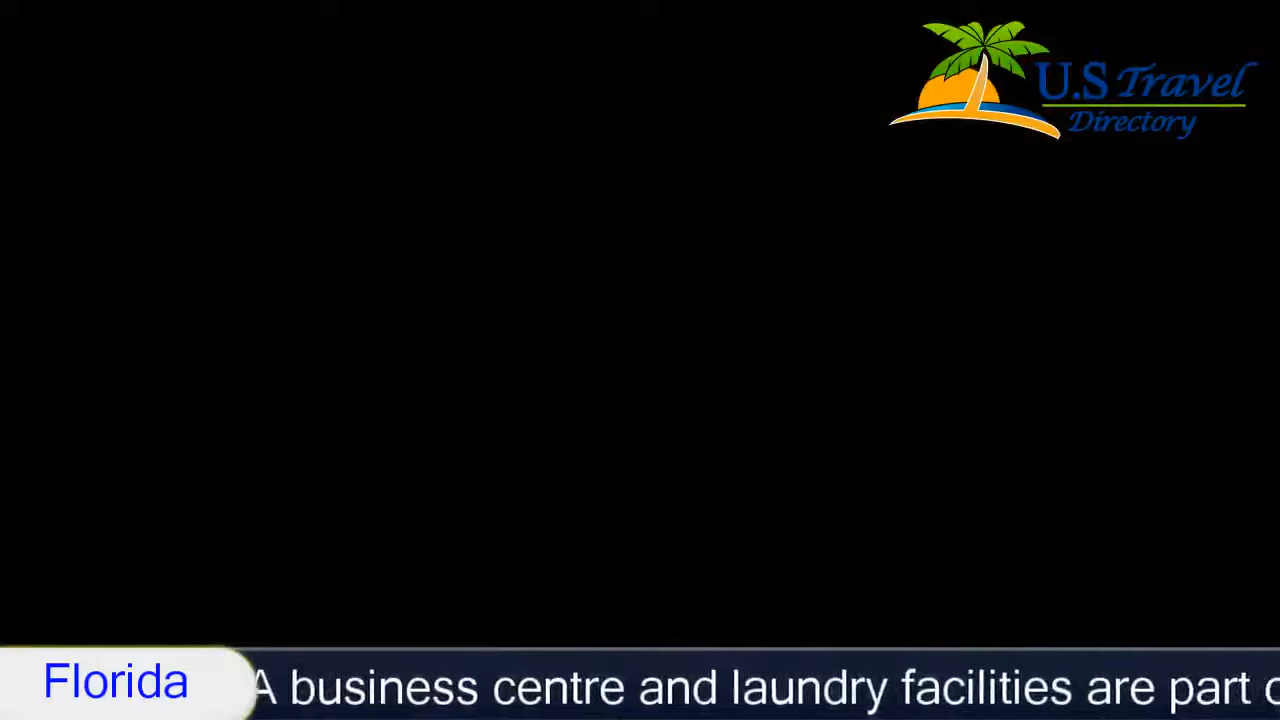 U.S Travel
Directory
Florida
A business centre and laundry facilities are part